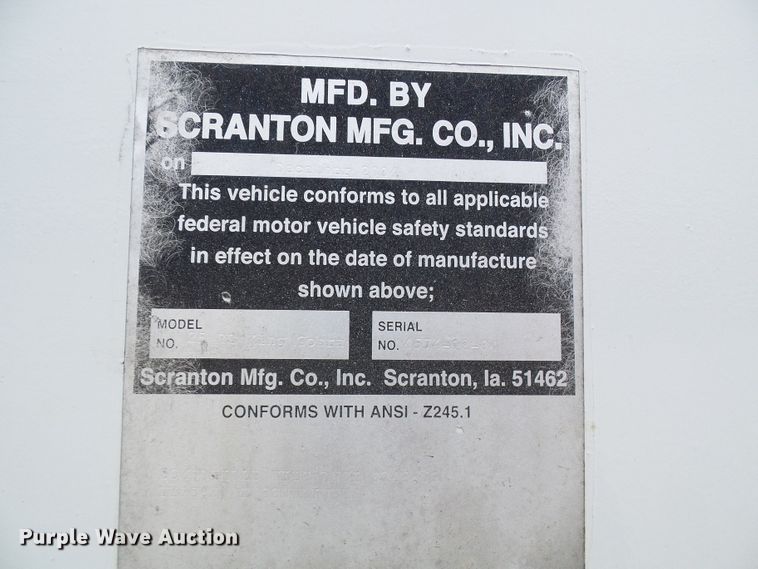 MFD. BY
SCRANTON MFG. CO., INC.
on
This vehicle conforms to all applicable
federal motor vehicle safety standards
in effect on the date of manufacture
shown above;
MODEL
NO.
SERIAL
NO.
Scranton Mfg. Co., Inc. Scranton, Ia. 51462
CONFORMS WITH ANSI - Z245.1
Purple Wave Auction